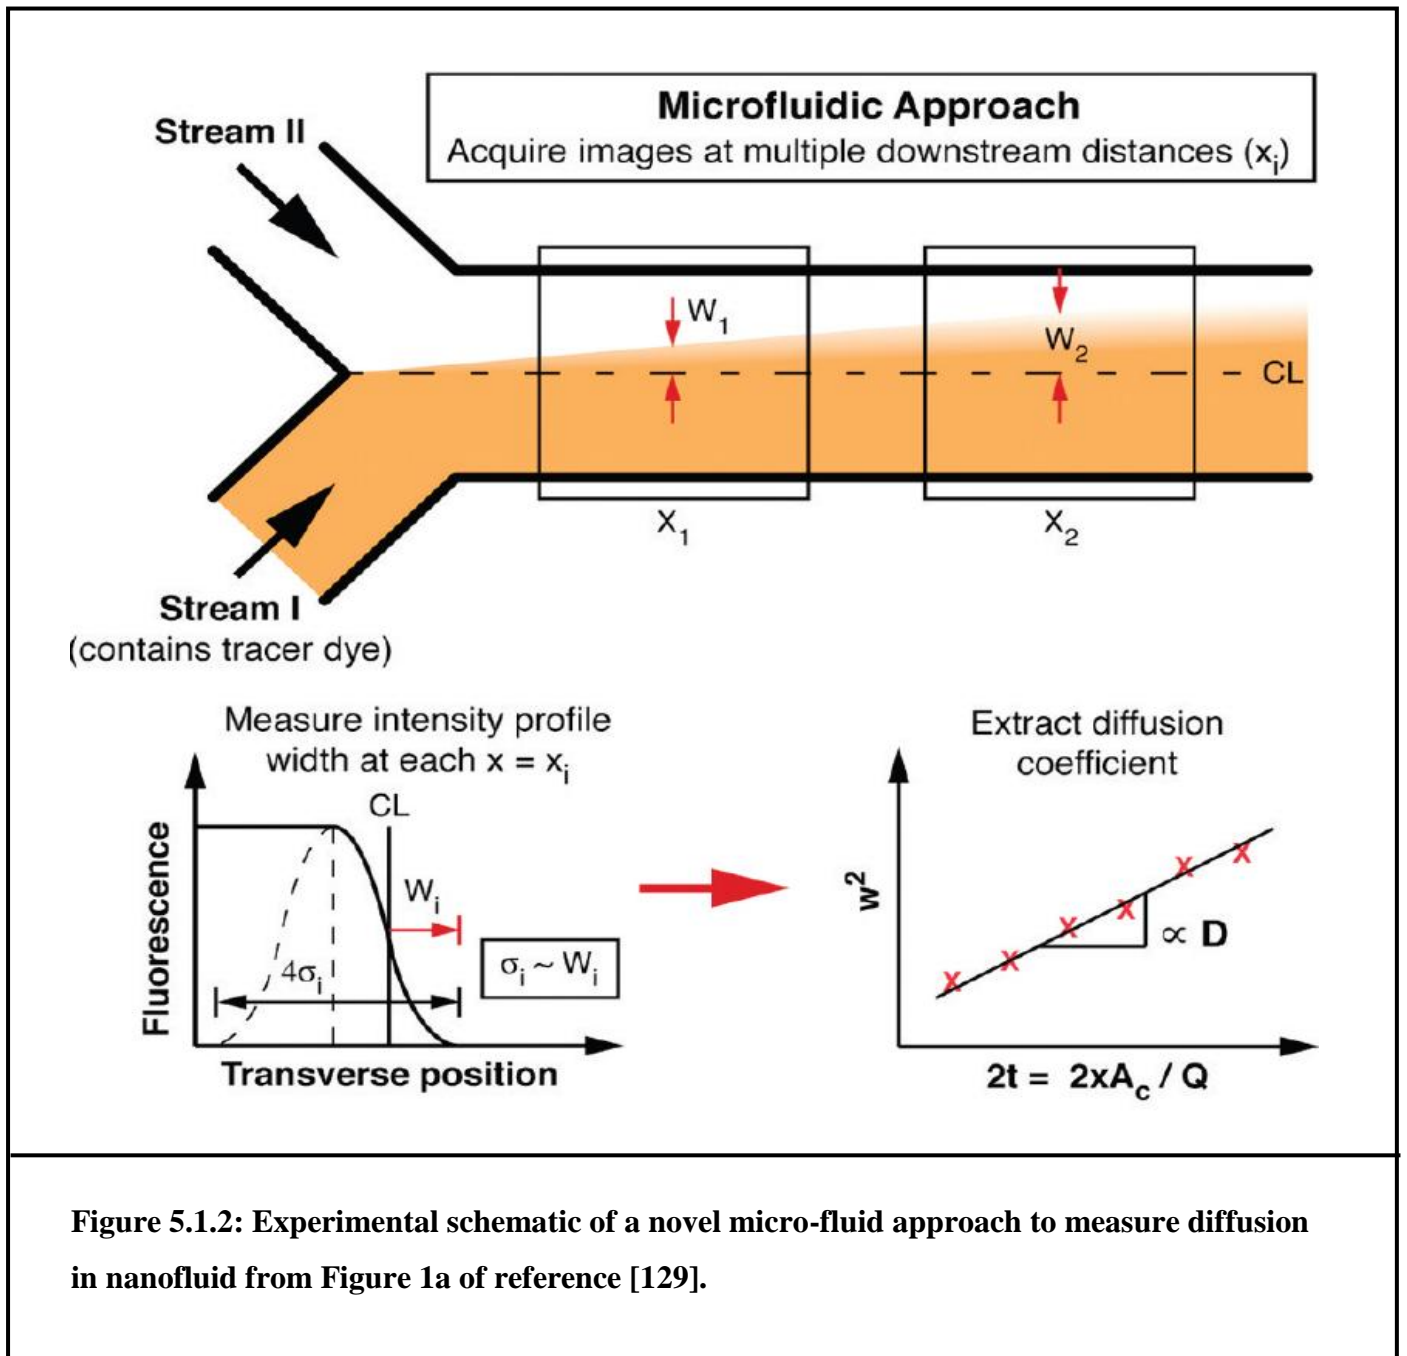 Microfluidic Approach
Acquire images at multiple downstream distances (xᵢ)
Stream II
W₁
W₂
CL
X₁
X₂
Stream I
(contains tracer dye)
Measure intensity profile
width at each x = xᵢ
CL
Fluorescence
Wᵢ
4σᵢ
σᵢ ~ Wᵢ
Transverse position
Extract diffusion
coefficient
w²
x x x x x x
∝ D
2t = 2xA_c / Q
Figure 5.1.2: Experimental schematic of a novel micro-fluid approach to measure diffusion
in nanofluid from Figure 1a of reference [129].